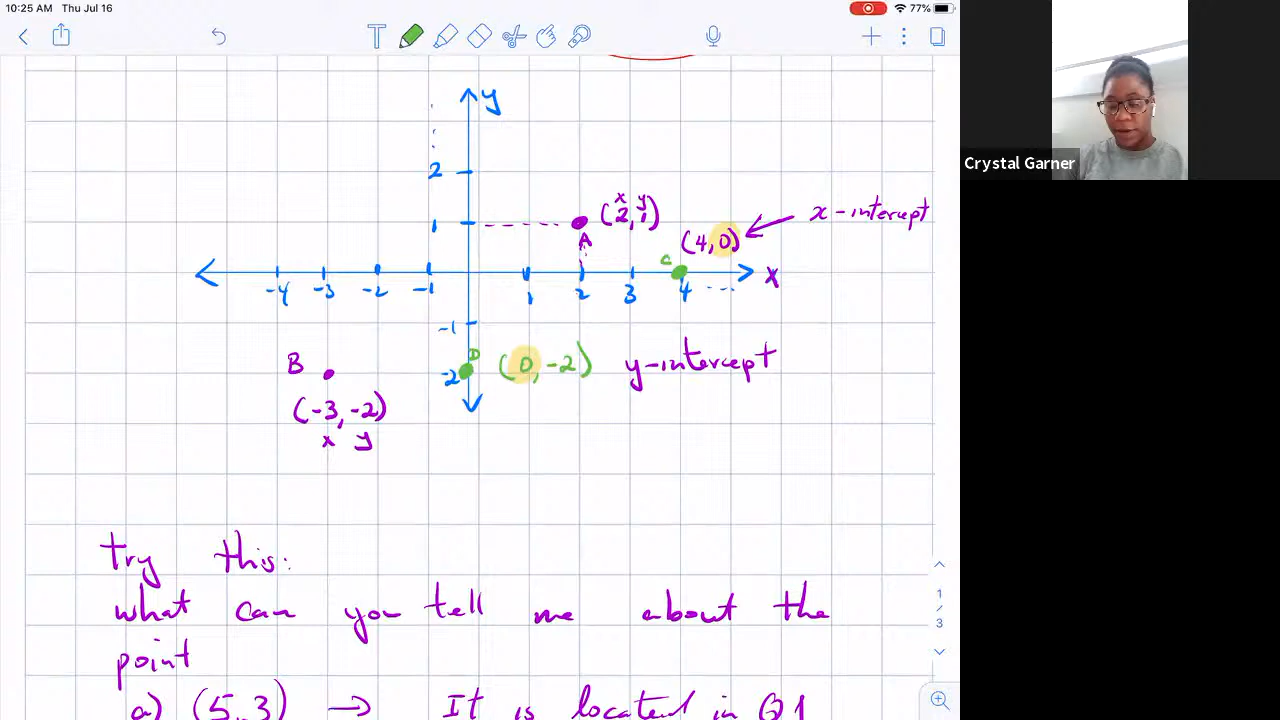 10:25 AM Thu Jul 16
77%
T
y
2
x y
1
(2,1)
x-intercept
A
(4,0)
Crystal Garner
C
x
-4 -3 -2 -1 1 2 3 4 ...
-1
D
B
-2
(0,-2)
y-intercept
(-3,-2)
x y
try this:
what can you tell me about the
point
a) (5,3) → It is located in Q1
1
/
3